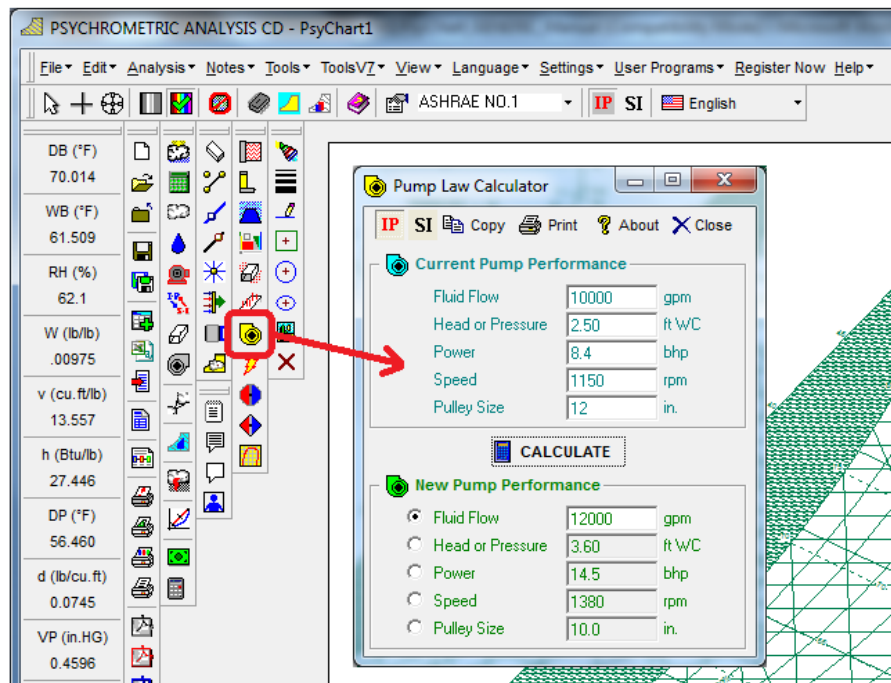 PSYCHROMETRIC ANALYSIS CD - PsyChart1
File Edit Analysis Notes Tools ToolsV7 View Language Settings User Programs Register Now Help
ASHRAE NO.1 IP SI English
DB (°F)
70.014
WB (°F)
61.509
RH (%)
62.1
W (lb/lb)
.00975
v (cu.ft/lb)
13.557
h (Btu/lb)
27.446
DP (°F)
56.460
d (lb/cu.ft)
0.0745
VP (in.HG)
0.4596
Pump Law Calculator
IP SI Copy Print About Close
Current Pump Performance
Fluid Flow 10000 gpm
Head or Pressure 2.50 ft WC
Power 8.4 bhp
Speed 1150 rpm
Pulley Size 12 in.
CALCULATE
New Pump Performance
Fluid Flow 12000 gpm
Head or Pressure 3.60 ft WC
Power 14.5 bhp
Speed 1380 rpm
Pulley Size 10.0 in.